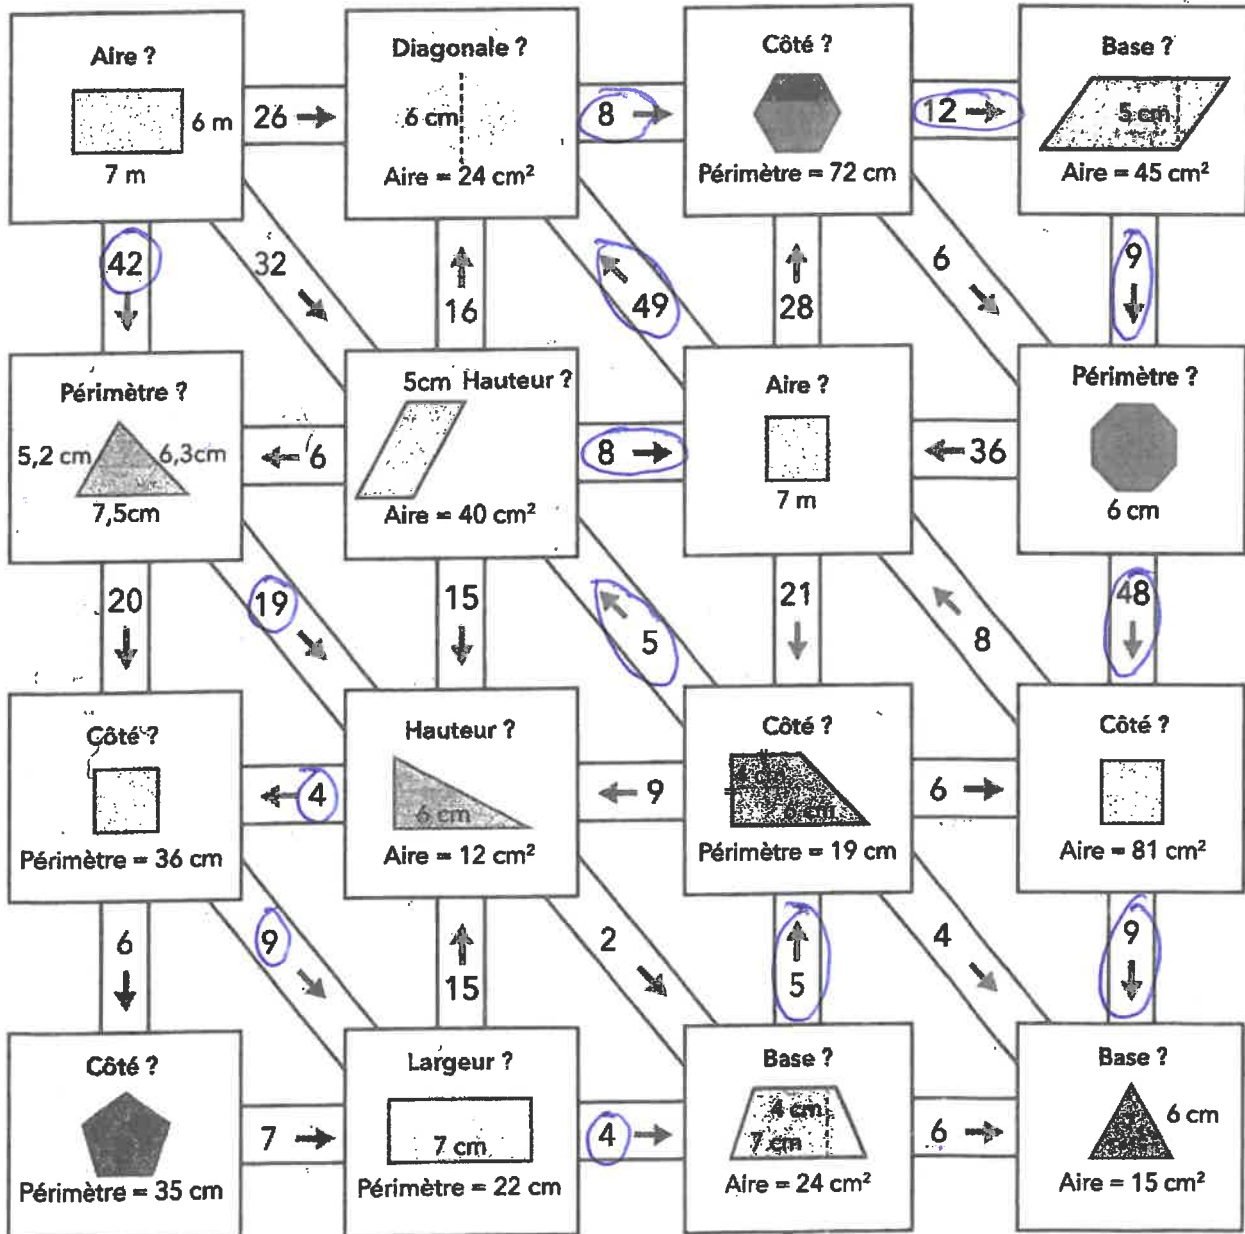 Aire ?
6 m
7 m
26
Diagonale ?
6 cm
Aire = 24 cm²
8
Côté ?
Périmètre = 72 cm
12
Base ?
5 cm
Aire = 45 cm²
42
32
16
49
28
6
9
Périmètre ?
5,2 cm
6,3cm
7,5cm
6
5cm Hauteur ?
Aire = 40 cm²
8
Aire ?
7 m
36
Périmètre ?
6 cm
20
19
15
5
21
8
48
Côté ?
Périmètre = 36 cm
4
Hauteur ?
6 cm
Aire = 12 cm²
9
Côté ?
4 cm
6 cm
Périmètre = 19 cm
6
Côté ?
Aire = 81 cm²
6
9
15
2
5
4
9
Côté ?
Périmètre = 35 cm
7
Largeur ?
7 cm
Périmètre = 22 cm
4
Base ?
4 cm
7 cm
Aire = 24 cm²
6
Base ?
6 cm
Aire = 15 cm²